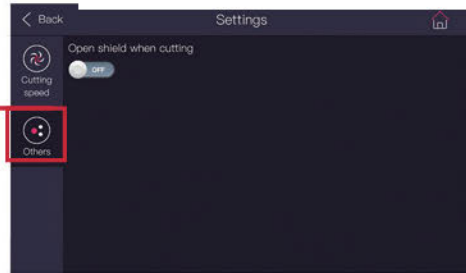 Back
Settings
Open shield when cutting
OFF
Cutting
speed
Others